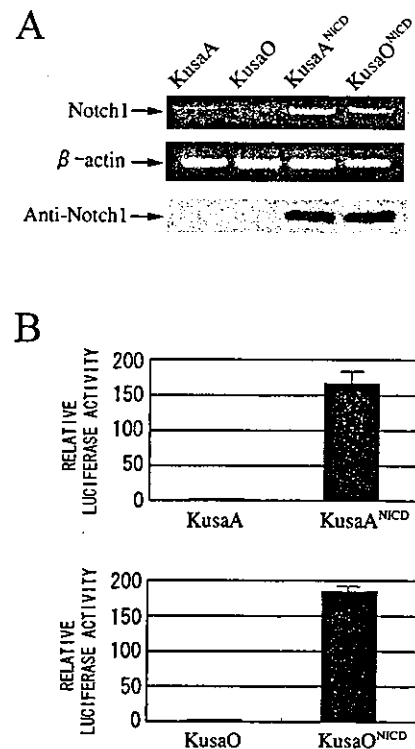 A
KusaA
KusaO
KusaA^NICD
KusaO^NICD
Notch1
β-actin
Anti-Notch1
B
RELATIVE
LUCIFERASE ACTIVITY
200
150
100
50
0
KusaA
KusaA^NICD
RELATIVE
LUCIFERASE ACTIVITY
200
150
100
50
0
KusaO
KusaO^NICD